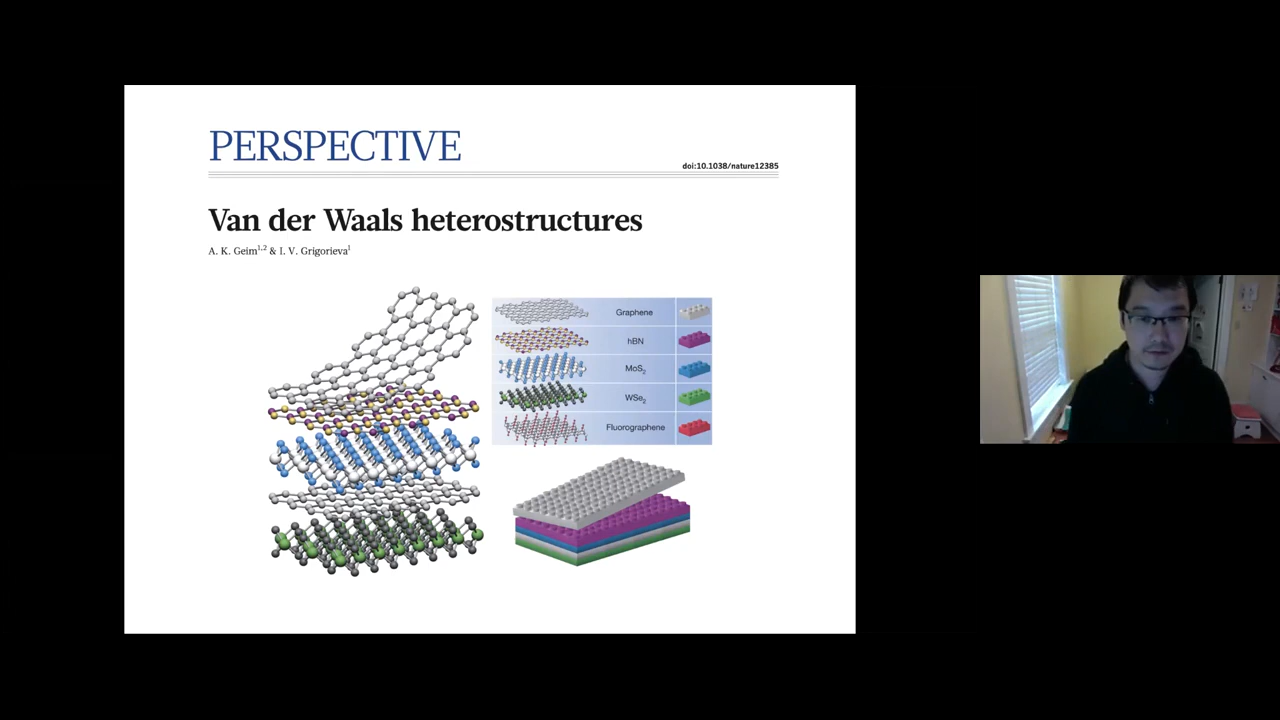 PERSPECTIVE
doi:10.1038/nature12385
Van der Waals heterostructures
A. K. Geim1,2 & I. V. Grigorieva1
Graphene
hBN
MoS2
WSe2
Fluorographene